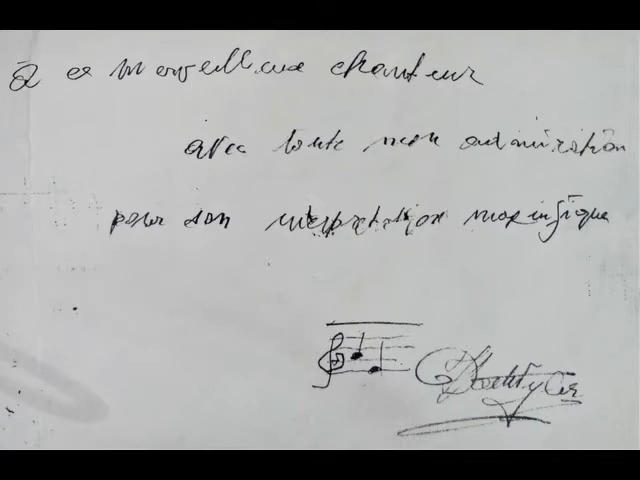 à ce merveilleux chanteur
avec toute mon admiration
pour son interprétation magnifique